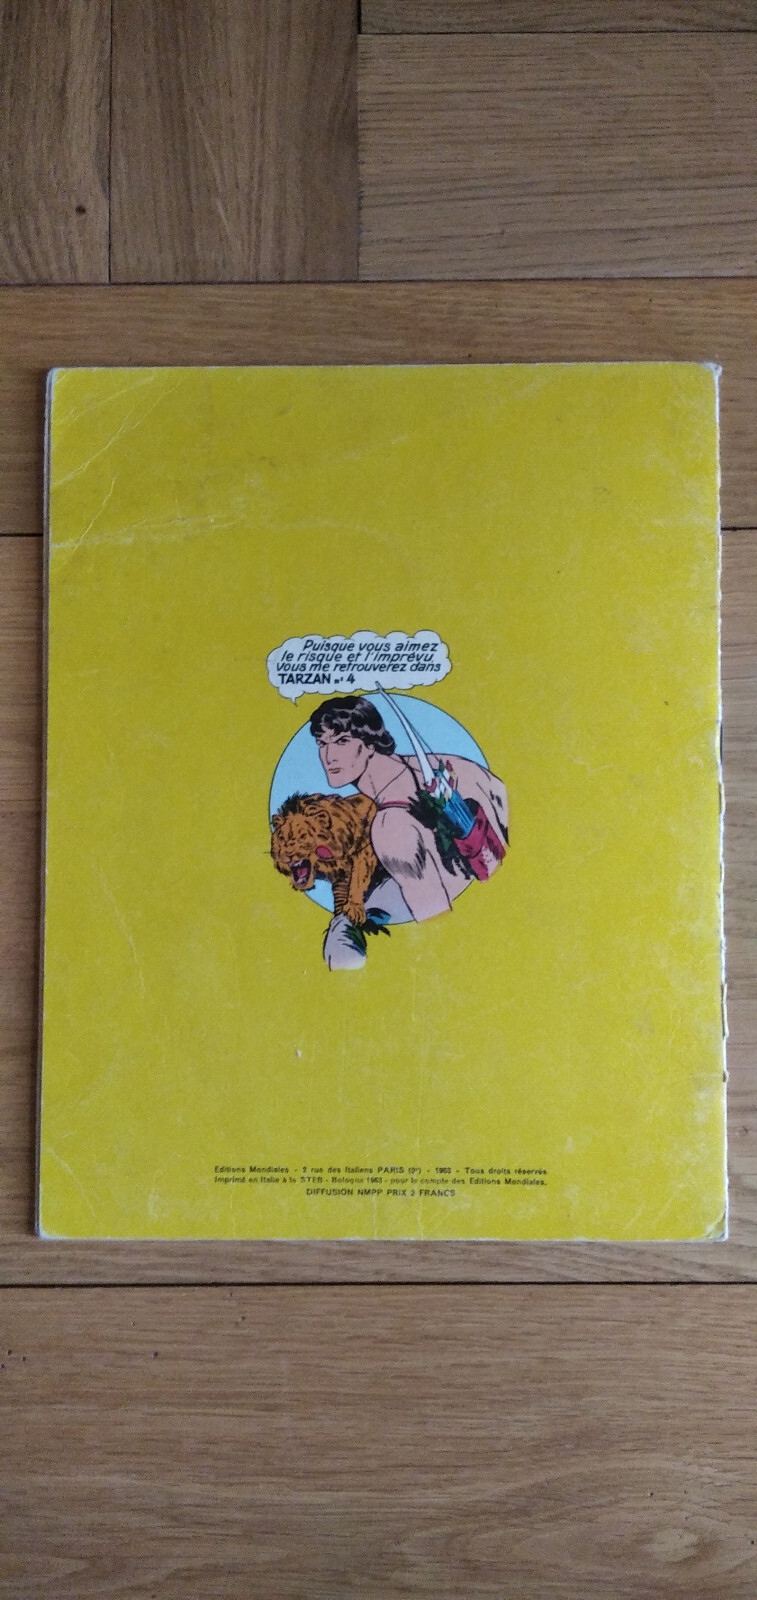 Puisque vous aimez
le risque et l'imprévu
vous me retrouverez dans
TARZAN n° 4
Editions Mondiales - 2 rue des Italiens PARIS (9e) - 1963 - Tous droits réservés
Imprimé en Italie à la STEB - Bologne 1963 - pour le compte des Editions Mondiales.
DIFFUSION NMPP PRIX 2 FRANCS